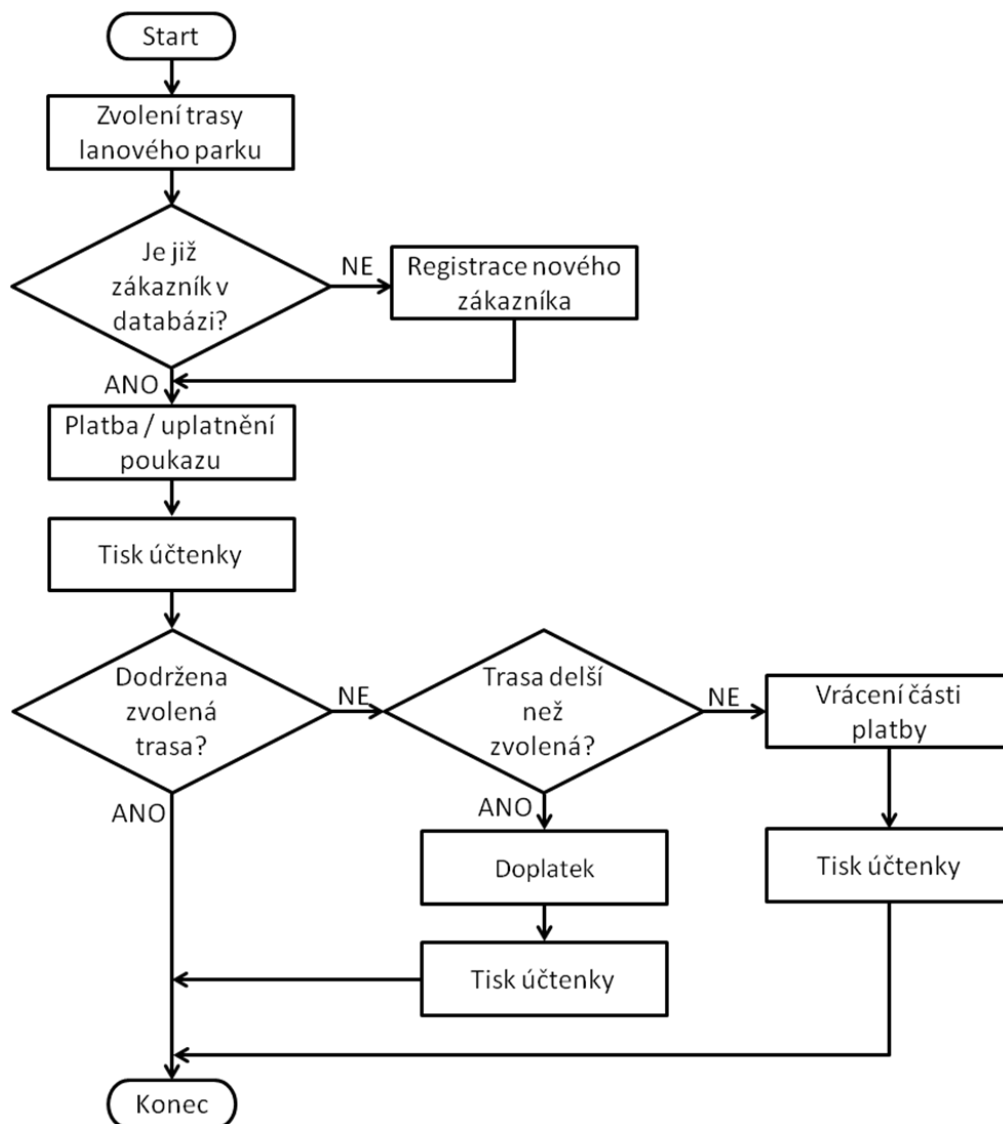 Start
Zvolení trasy
lanového parku
Je již
zákazník v
databázi?
NE
Registrace nového
zákazníka
ANO
Platba / uplatnění
poukazu
Tisk účtenky
Dodržena
zvolená
trasa?
NE
Trasa delší
než
zvolená?
NE
Vrácení části
platby
ANO
ANO
Doplatek
Tisk účtenky
Tisk účtenky
Konec